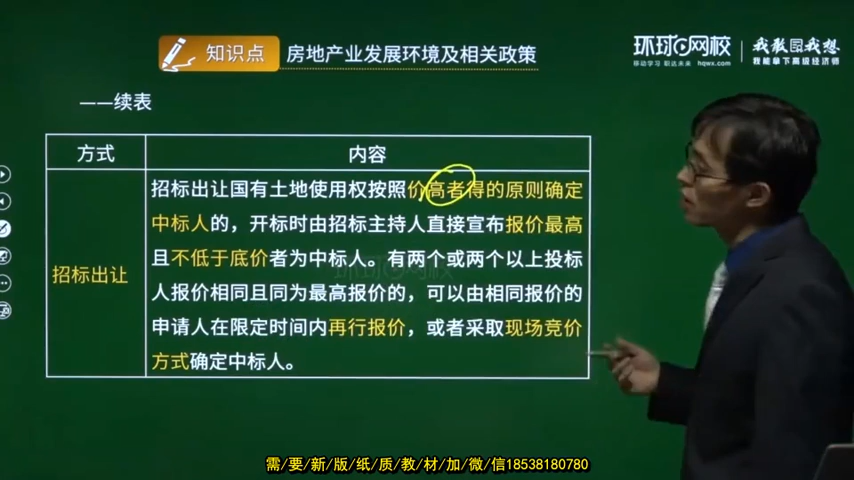 知识点
房地产业发展环境及相关政策
环球网校
移动学习 职达未来 hqwx.com
我教你我想
我能拿下高级经济师
——续表
方式
内容
招标出让
招标出让国有土地使用权按照价高者得的原则确定
中标人的，开标时由招标主持人直接宣布报价最高
且不低于底价者为中标人。有两个或两个以上投标
人报价相同且同为最高报价的，可以由相同报价的
申请人在限定时间内再行报价，或者采取现场竞价
方式确定中标人。
环球网校
需/要/新/版/纸/质/教/材/加/微/信18538180780